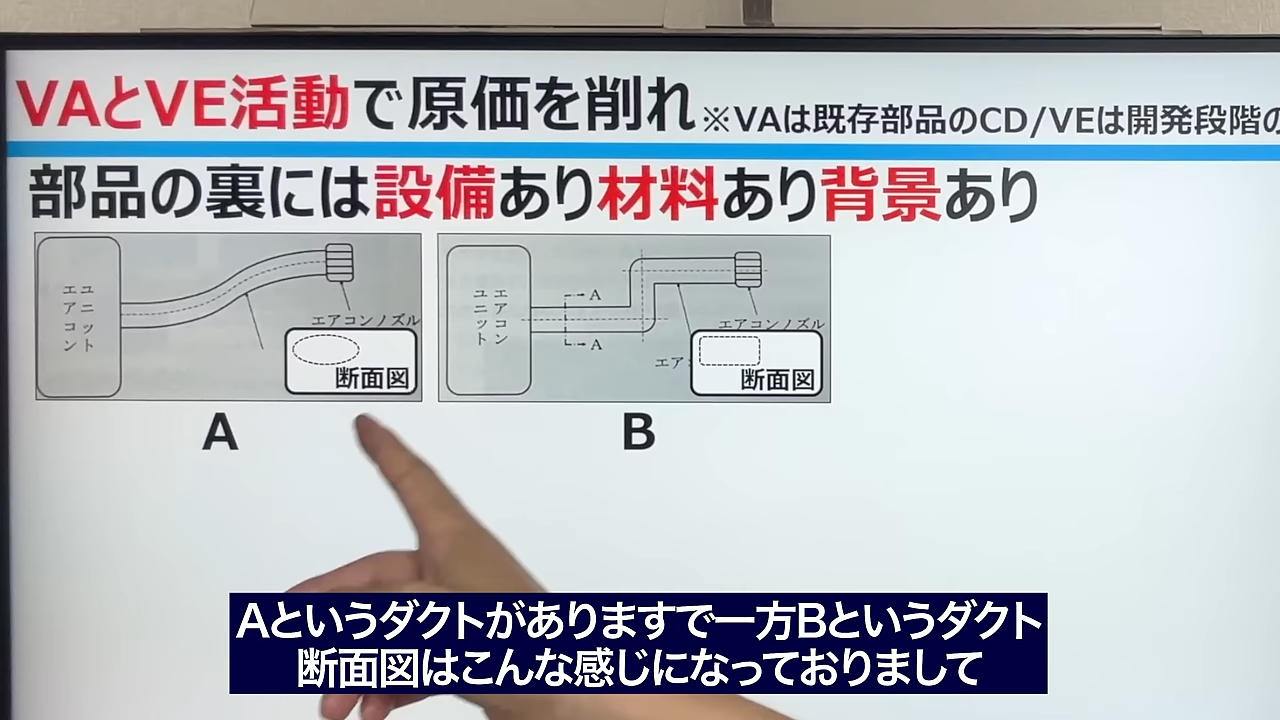 VAとVE活動で原価を削れ ※VAは既存部品のCD/VEは開発段階の
部品の裏には設備あり材料あり背景あり
エアコン
ユニット
エアコンノズル
断面図
A
エアコン
ユニット
A
A
エアコンノズル
エア
断面図
B
Aというダクトがありますで一方Bというダクト
断面図はこんな感じになっておりまして